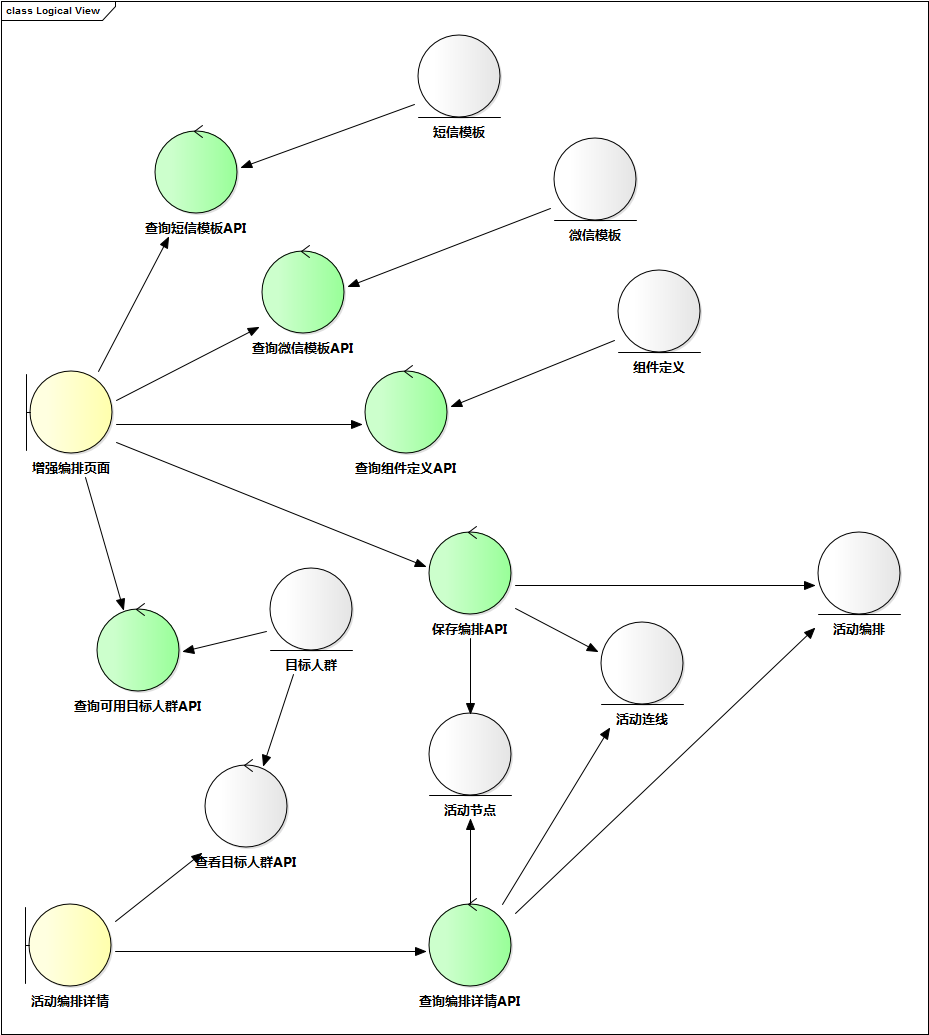 class Logical View
短信模板
查询短信模板API
微信模板
查询微信模板API
组件定义
增强编排页面
查询组件定义API
保存编排API
活动编排
目标人群
查询可用目标人群API
活动连线
活动节点
查看目标人群API
活动编排详情
查询编排详情API